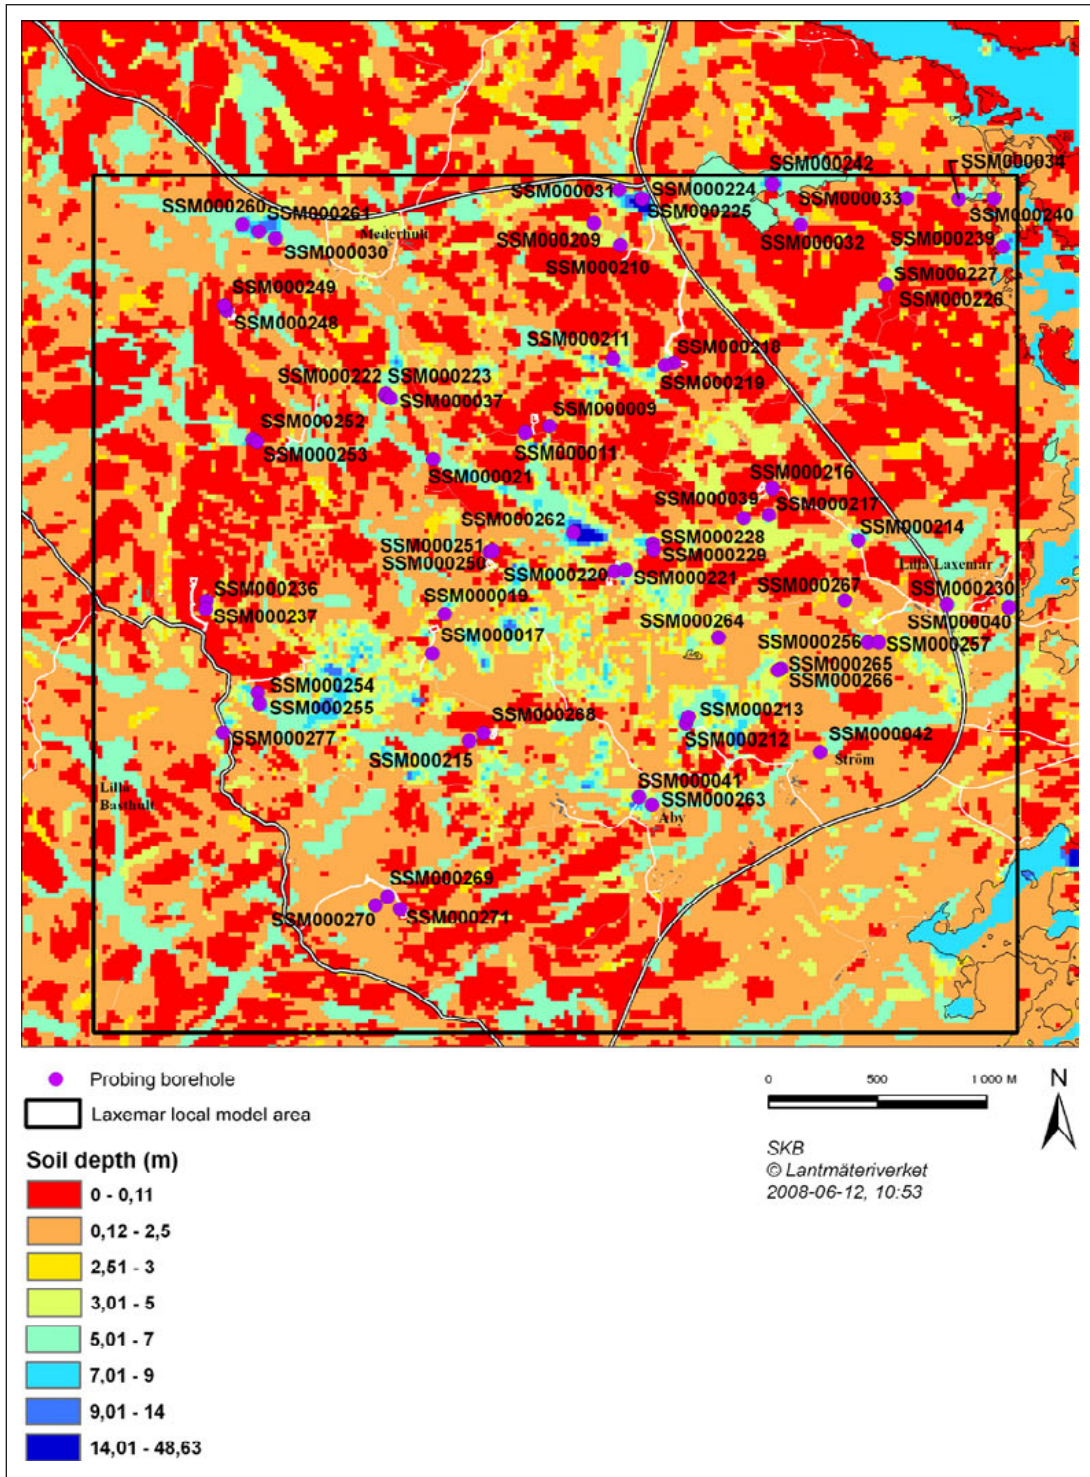 SSM000242
SSM000034
SSM000031
SSM000224
SSM000033
SSM000260
SSM000261
SSM000225
SSM000240
Mederhult
SSM000209
SSM000032
SSM000239
SSM000030
SSM000210
SSM000227
SSM000249
SSM000226
SSM000248
SSM000211
SSM000218
SSM000222
SSM000223
SSM000219
SSM000037
SSM000009
SSM000252
SSM000253
SSM000011
SSM000021
SSM000216
SSM000039
SSM000217
SSM000262
SSM000214
SSM000228
SSM000251
SSM000229
SSM000250
Lilla Laxemar
SSM000220
SSM000221
SSM000236
SSM000267
SSM000230
SSM000019
SSM000237
SSM000040
SSM000017
SSM000264
SSM000256
SSM000257
SSM000265
SSM000266
SSM000254
SSM000255
SSM000268
SSM000213
SSM000277
SSM000212
SSM000042
SSM000215
Ström
SSM000041
Lilla
Basthult
SSM000263
Åby
SSM000269
SSM000270
SSM000271
Probing borehole
Laxemar local model area
0 500 1 000 M
N
SKB
© Lantmäteriverket
2008-06-12, 10:53
Soil depth (m)
0 - 0,11
0,12 - 2,5
2,51 - 3
3,01 - 5
5,01 - 7
7,01 - 9
9,01 - 14
14,01 - 48,63